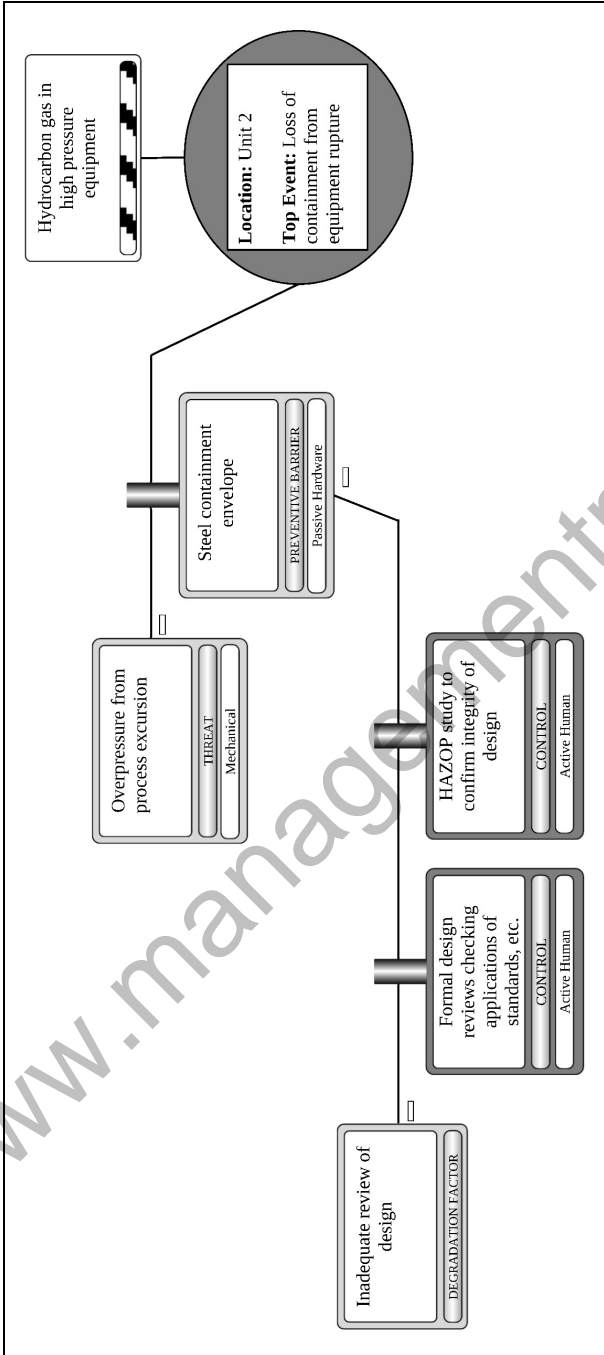 Hydrocarbon gas in
high pressure
equipment
Location: Unit 2
Top Event: Loss of
containment from
equipment rupture
Steel containment
envelope
PREVENTIVE BARRIER
Passive Hardware
Overpressure from
process excursion
THREAT
Mechanical
HAZOP study to
confirm integrity of
design
CONTROL
Active Human
Formal design
reviews checking
applications of
standards, etc.
CONTROL
Active Human
Inadequate review of
design
DEGRADATION FACTOR
www.management